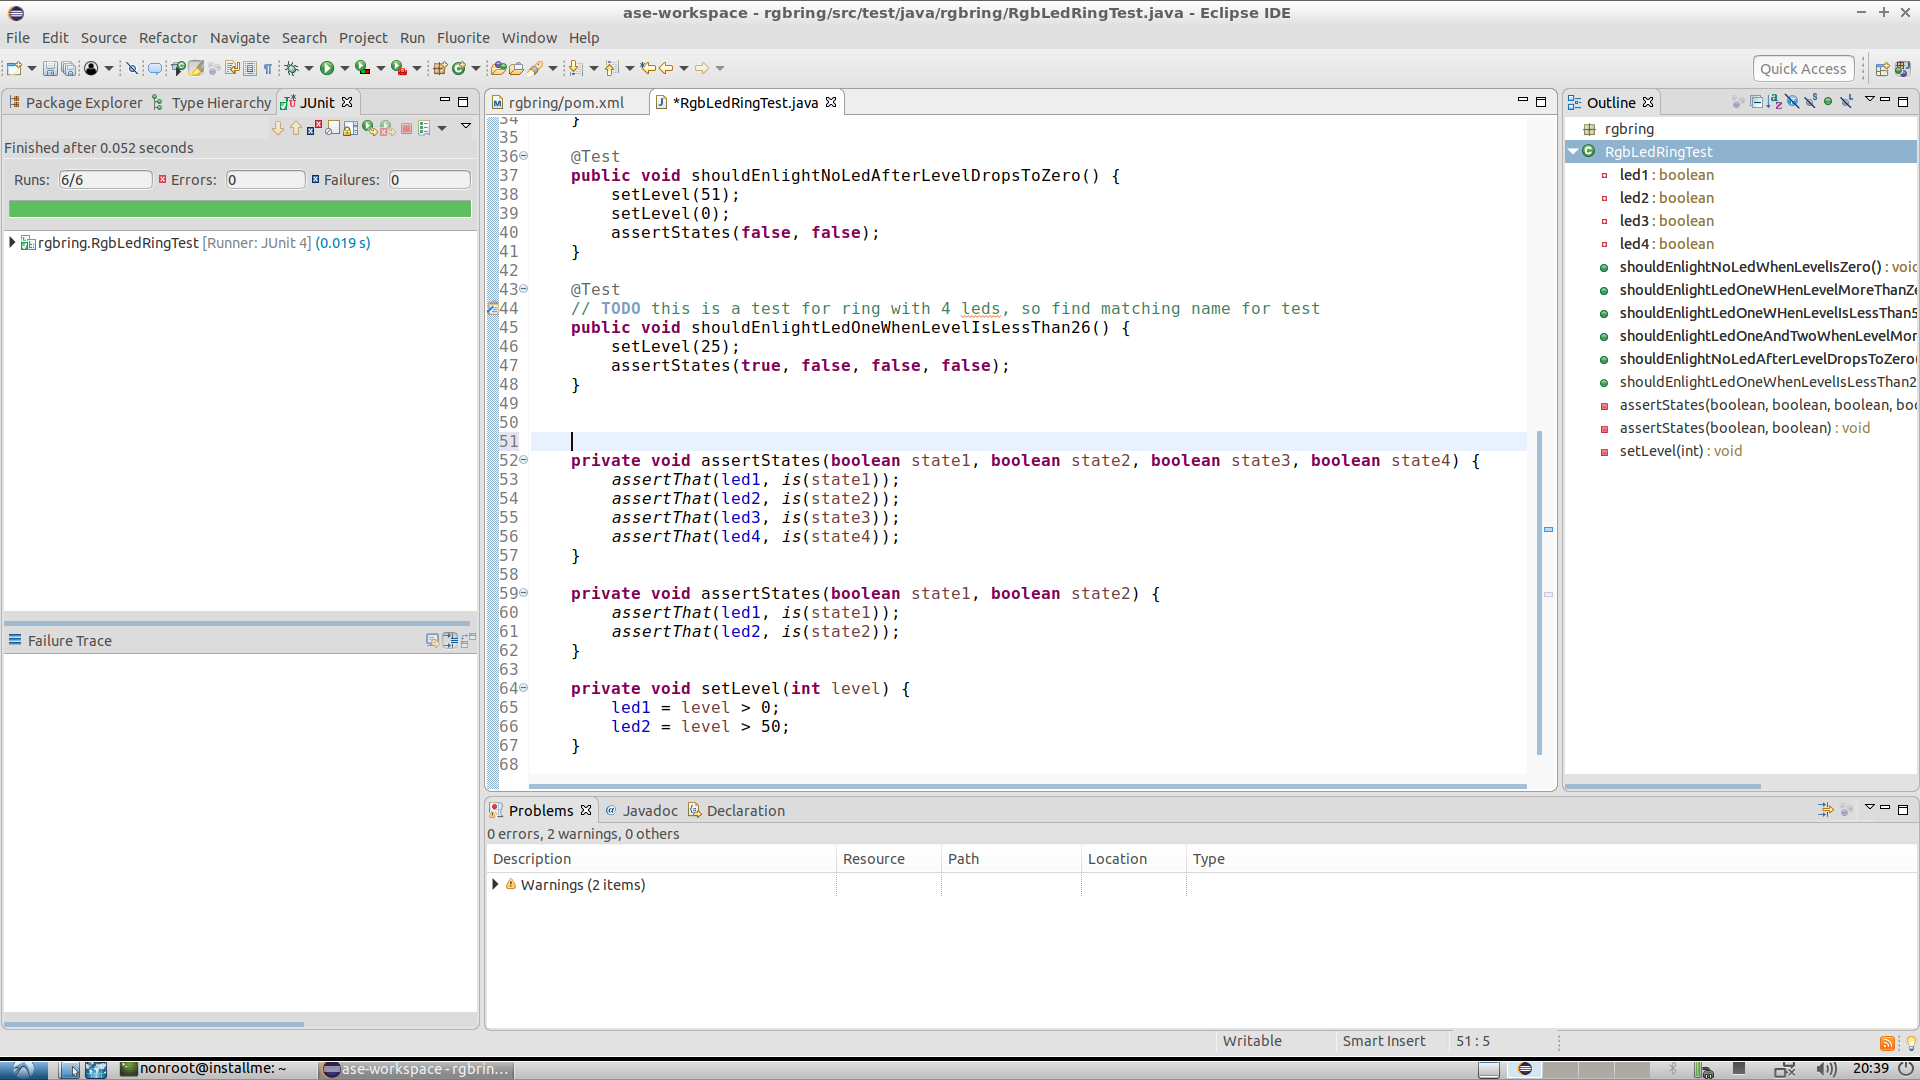 ase-workspace - rgbring/src/test/java/rgbring/RgbLedRingTest.java - Eclipse IDE
File Edit Source Refactor Navigate Search Project Run Fluorite Window Help
Quick Access
Package Explorer Type Hierarchy JUnit
Finished after 0.052 seconds
Runs: 6/6 Errors: 0 Failures: 0
rgbring.RgbLedRingTest [Runner: JUnit 4] (0.019 s)
Failure Trace
rgbring/pom.xml *RgbLedRingTest.java
34 }
35
36 @Test
37 public void shouldEnlightNoLedAfterLevelDropsToZero() {
38 setLevel(51);
39 setLevel(0);
40 assertStates(false, false);
41 }
42
43 @Test
44 // TODO this is a test for ring with 4 leds, so find matching name for test
45 public void shouldEnlightLedOneWhenLevelIsLessThan26() {
46 setLevel(25);
47 assertStates(true, false, false, false);
48 }
49
50
51
52 private void assertStates(boolean state1, boolean state2, boolean state3, boolean state4) {
53 assertThat(led1, is(state1));
54 assertThat(led2, is(state2));
55 assertThat(led3, is(state3));
56 assertThat(led4, is(state4));
57 }
58
59 private void assertStates(boolean state1, boolean state2) {
60 assertThat(led1, is(state1));
61 assertThat(led2, is(state2));
62 }
63
64 private void setLevel(int level) {
65 led1 = level > 0;
66 led2 = level > 50;
67 }
68
Outline
rgbring
RgbLedRingTest
led1 : boolean
led2 : boolean
led3 : boolean
led4 : boolean
shouldEnlightNoLedWhenLevelIsZero() : voic
shouldEnlightLedOneWHenLevelMoreThanZe
shouldEnlightLedOneWHenLevelIsLessThan5
shouldEnlightLedOneAndTwoWhenLevelMor
shouldEnlightNoLedAfterLevelDropsToZero(
shouldEnlightLedOneWhenLevelIsLessThan2
assertStates(boolean, boolean, boolean, boo
assertStates(boolean, boolean) : void
setLevel(int) : void
Problems Javadoc Declaration
0 errors, 2 warnings, 0 others
Description Resource Path Location Type
Warnings (2 items)
Writable Smart Insert 51 : 5
nonroot@installme: ~ ase-workspace - rgbrin... 20:39